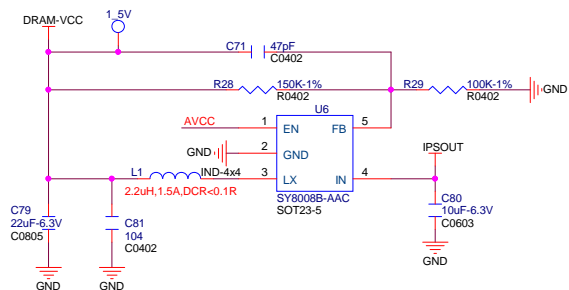 DRAM-VCC
1_5V
C71
47pF
C0402
R28
150K-1%
R0402
R29
100K-1%
R0402
GND
U6
AVCC
1
EN
FB
5
GND
2
GND
IPSOUT
L1
IND-4x4
3
LX
IN
4
2.2uH,1.5A,DCR<0.1R
SY8008B-AAC
SOT23-5
C79
22uF-6.3V
C0805
C81
104
C0402
C80
10uF-6.3V
C0603
GND
GND
GND